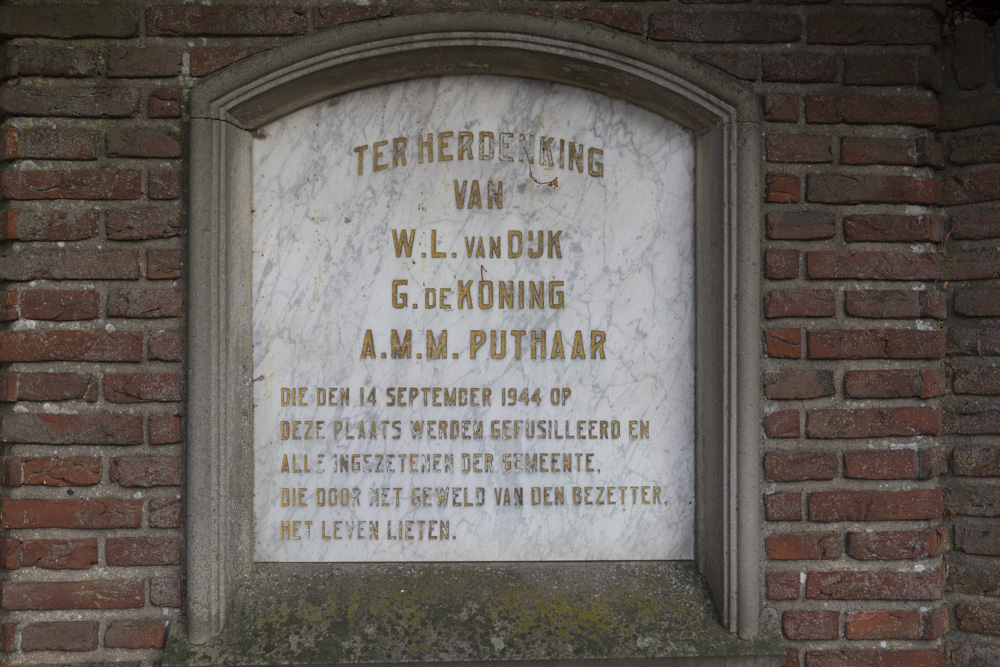 TER HERDENKING
VAN
W. L. VAN DIJK
G. DE KONING
A.M.M. PUTHAAR
DIE DEN 14 SEPTEMBER 1944 OP
DEZE PLAATS WERDEN GEFUSILLEERD EN
ALLE INGEZETENEN DER GEMEENTE,
DIE DOOR HET GEWELD VAN DEN BEZETTER,
HET LEVEN LIETEN.